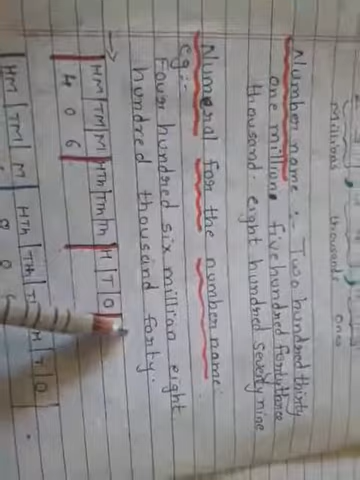 Millions thousands ones
Number name :- Two hundred thirty
one million five hundred forty three
thousand eight hundred seventy nine
Numeral for the number name:
eg:-
Four hundred six million eight
hundred thousand forty.
HM TM M HTh TTh Th H T O
4 0 6
HM TM M HTh TTh H T O